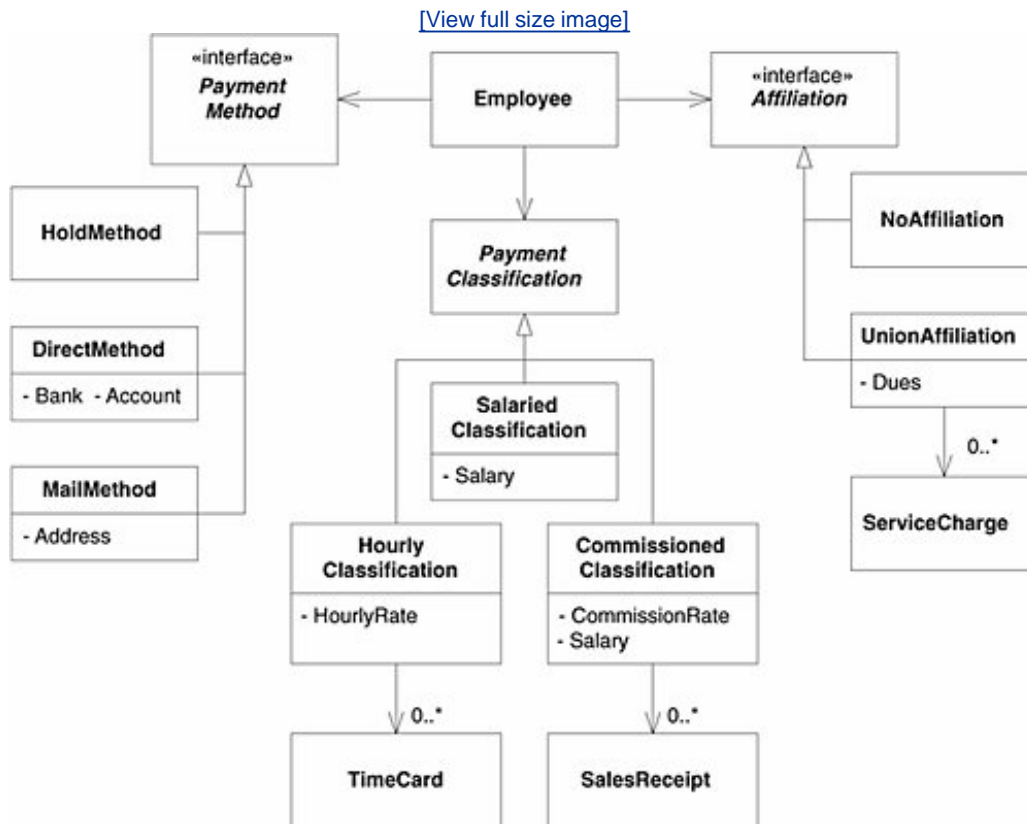 [View full size image]
«interface»
Payment
Method
Employee
«interface»
Affiliation
HoldMethod
Payment
Classification
NoAffiliation
DirectMethod
- Bank - Account
UnionAffiliation
- Dues
Salaried
Classification
- Salary
0..*
MailMethod
- Address
ServiceCharge
Hourly
Classification
- HourlyRate
Commissioned
Classification
- CommissionRate
- Salary
0..*
0..*
TimeCard
SalesReceipt